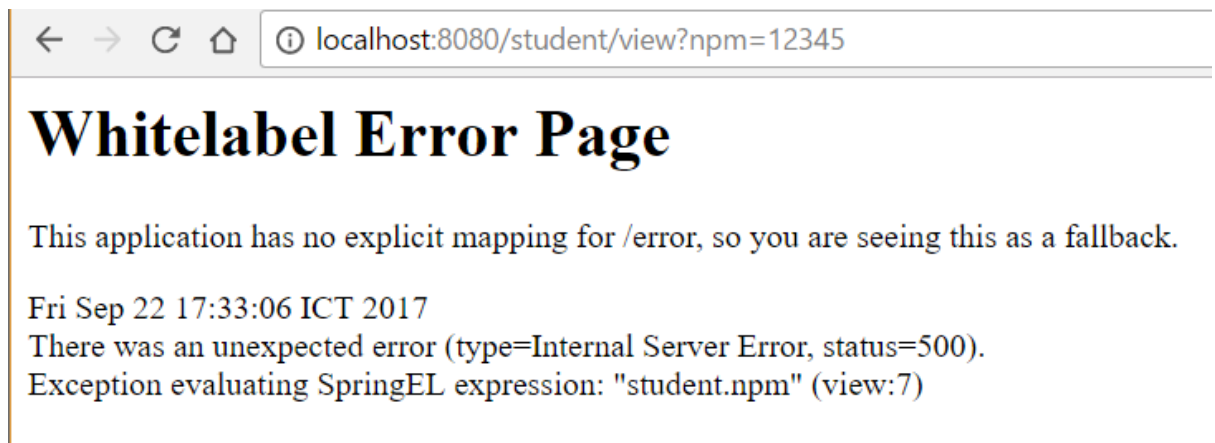 localhost:8080/student/view?npm=12345
Whitelabel Error Page
This application has no explicit mapping for /error, so you are seeing this as a fallback.
Fri Sep 22 17:33:06 ICT 2017
There was an unexpected error (type=Internal Server Error, status=500).
Exception evaluating SpringEL expression: "student.npm" (view:7)